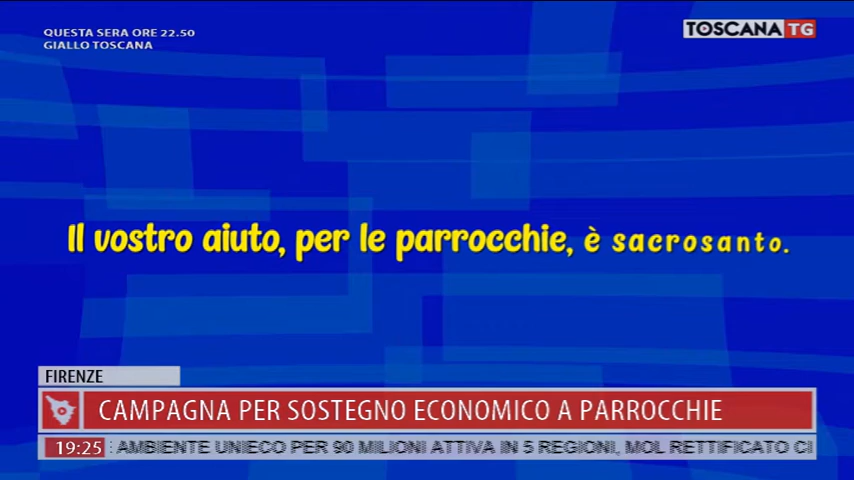 QUESTA SERA ORE 22.50
GIALLO TOSCANA
TOSCANA TG
Il vostro aiuto, per le parrocchie, è sacrosanto.
FIRENZE
CAMPAGNA PER SOSTEGNO ECONOMICO A PARROCCHIE
19:25 : AMBIENTE UNIECO PER 90 MILIONI ATTIVA IN 5 REGIONI, MOL RETTIFICATO CI